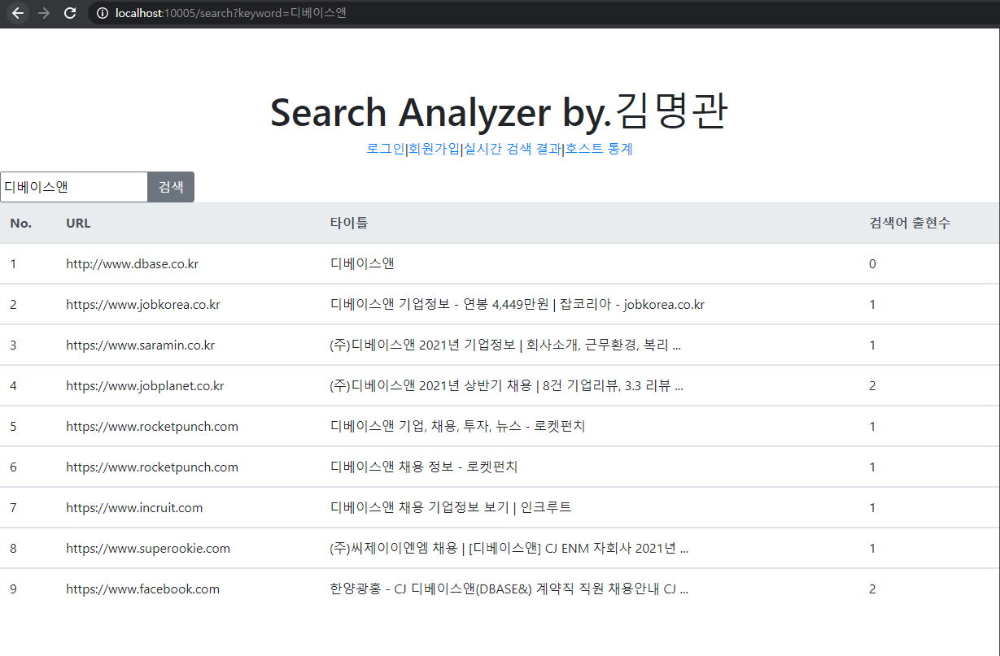 localhost:10005/search?keyword=디베이스앤
Search Analyzer by.김명관
로그인|회원가입|실시간 검색 결과|호스트 통계
디베이스앤 검색
No. URL 타이틀 검색어 출현수
1 http://www.dbase.co.kr 디베이스앤 0
2 https://www.jobkorea.co.kr 디베이스앤 기업정보 - 연봉 4,449만원 | 잡코리아 - jobkorea.co.kr 1
3 https://www.saramin.co.kr (주)디베이스앤 2021년 기업정보 | 회사소개, 근무환경, 복리 ... 1
4 https://www.jobplanet.co.kr (주)디베이스앤 2021년 상반기 채용 | 8건 기업리뷰, 3.3 리뷰 ... 2
5 https://www.rocketpunch.com 디베이스앤 기업, 채용, 투자, 뉴스 - 로켓펀치 1
6 https://www.rocketpunch.com 디베이스앤 채용 정보 - 로켓펀치 1
7 https://www.incruit.com 디베이스앤 채용 기업정보 보기 | 인크루트 1
8 https://www.superookie.com (주)씨제이이엔엠 채용 | [디베이스앤] CJ ENM 자회사 2021년 ... 1
9 https://www.facebook.com 한양광홍 - CJ 디베이스앤(DBASE&) 계약직 직원 채용안내 CJ ... 2